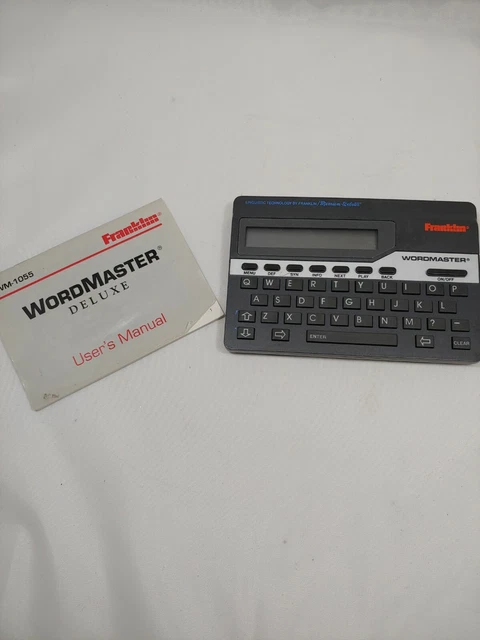 Franklin®
WM-1055
WORDMASTER®
DELUXE
User's Manual
Franklin®
WORDMASTER®
MENU DEF SYN INFO NEXT PLAY BACK ON/OFF
Q W E R T Y U I O P
A S D F G H J K L
Z X C V B N M ? –
ENTER CLEAR